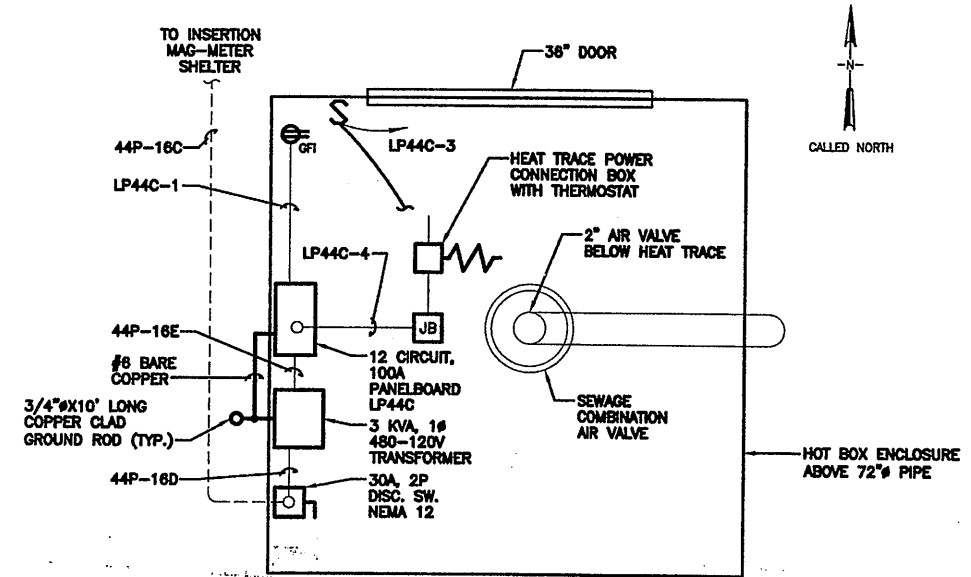 TO INSERTION
MAG-METER
SHELTER
36" DOOR
-N-
CALLED NORTH
44P-16C
GFI
LP44C-3
LP44C-1
HEAT TRACE POWER
CONNECTION BOX
WITH THERMOSTAT
LP44C-4
2" AIR VALVE
BELOW HEAT TRACE
JB
44P-16E
#6 BARE
COPPER
12 CIRCUIT,
100A
PANELBOARD
LP44C
3/4"øX10' LONG
COPPER CLAD
GROUND ROD (TYP.)
3 KVA, 1ø
480-120V
TRANSFORMER
SEWAGE
COMBINATION
AIR VALVE
HOT BOX ENCLOSURE
ABOVE 72"ø PIPE
44P-16D
30A, 2P
DISC. SW.
NEMA 12